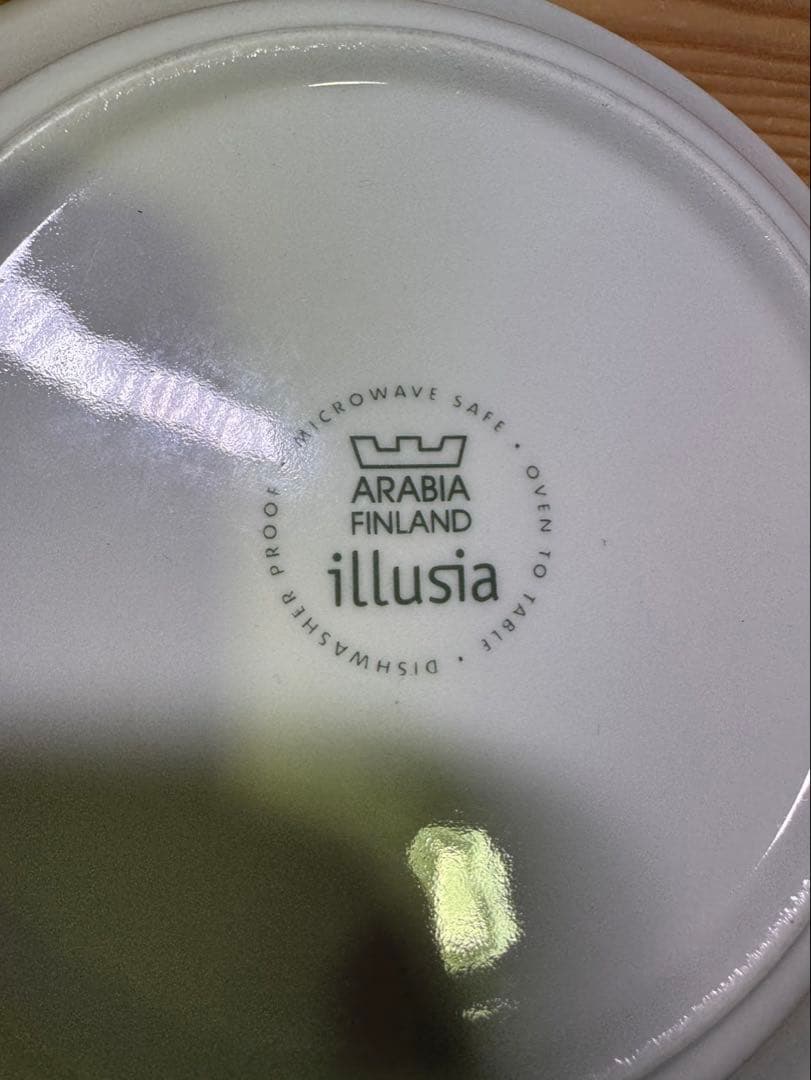 MICROWAVE SAFE • OVEN TO TABLE • DISHWASHER PROOF
ARABIA
FINLAND
illusia